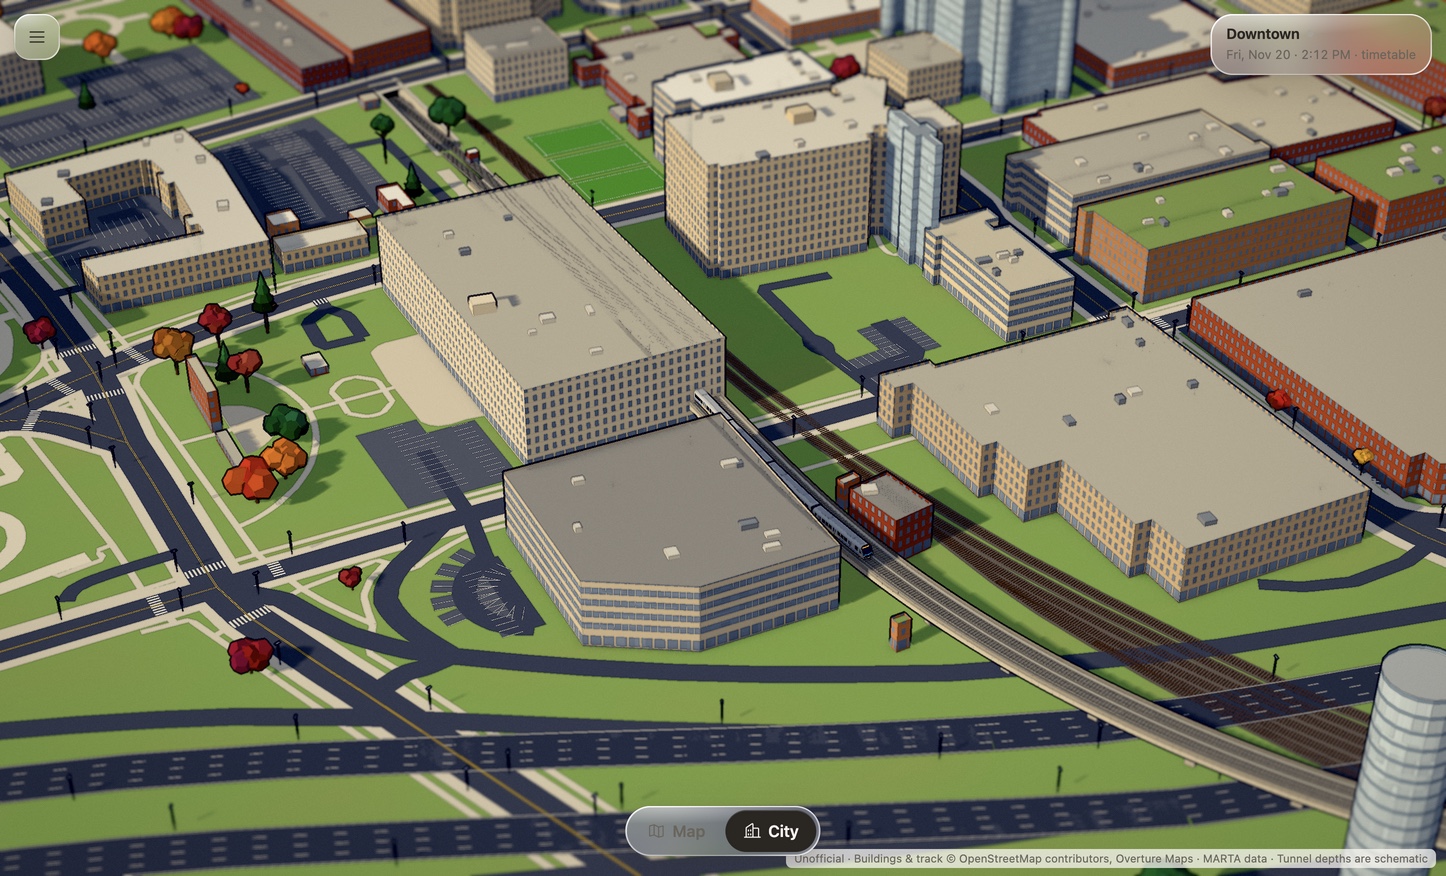 Downtown
Fri, Nov 20 · 2:12 PM · timetable
Map
City
Unofficial · Buildings & track © OpenStreetMap contributors, Overture Maps · MARTA data · Tunnel depths are schematic